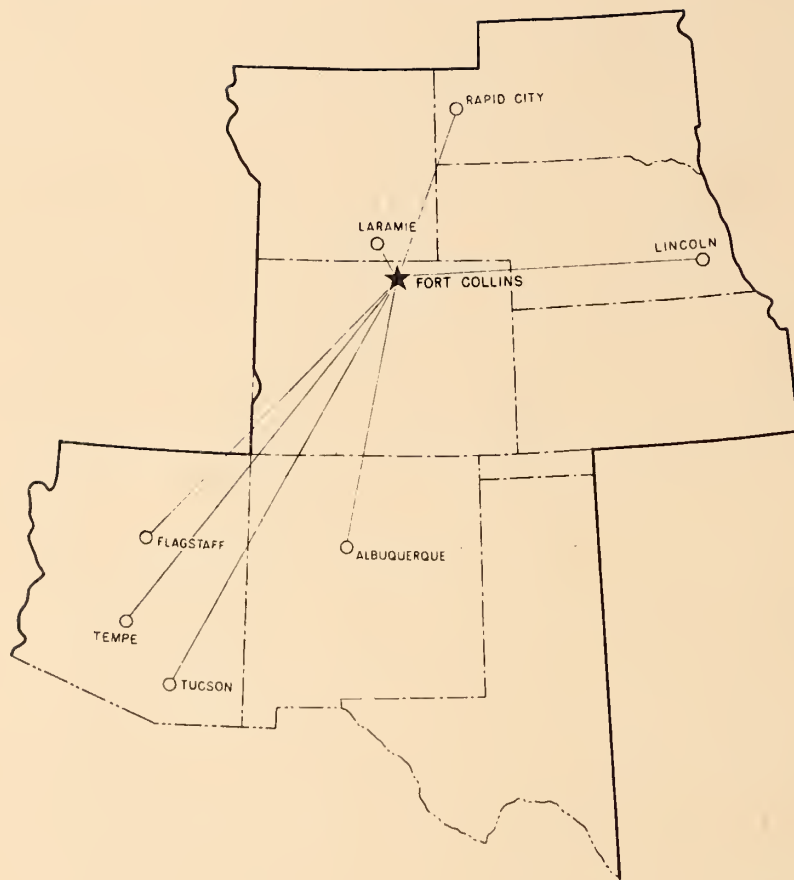 RAPID CITY
LARAMIE
LINCOLN
FORT COLLINS
FLAGSTAFF
ALBUQUERQUE
TEMPE
TUCSON